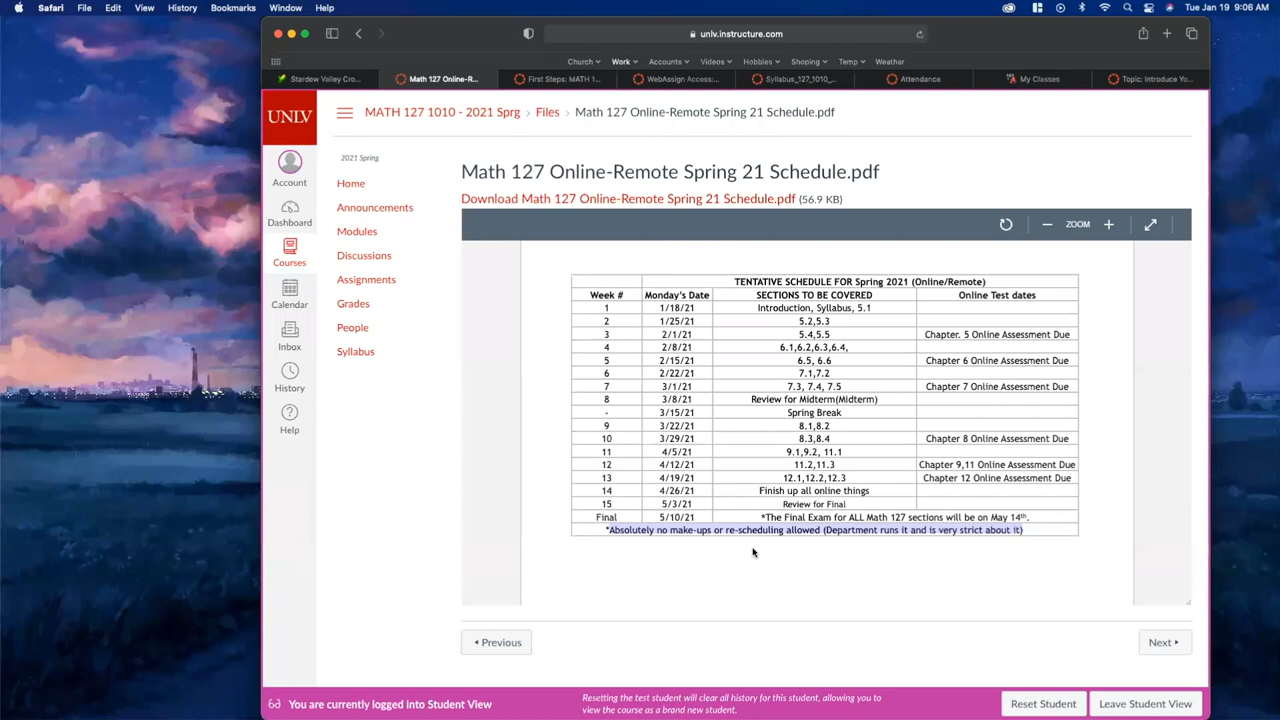 Safari File Edit View History Bookmarks Window Help Tue Jan 19 9:06 AM
univ.instructure.com
Church Work Accounts Videos Hobbies Shoping Temp Weather
Stardew Valley Cro... Math 127 Online-R... First Steps: MATH 1... WebAssign Access:... Syllabus_127_1010_... Attendance My Classes Topic: Introduce Yo...
UNLV
MATH 127 1010 - 2021 Sprg › Files › Math 127 Online-Remote Spring 21 Schedule.pdf
Account
Dashboard
Courses
Calendar
Inbox
History
Help
2021 Spring
Home
Announcements
Modules
Discussions
Assignments
Grades
People
Syllabus
Math 127 Online-Remote Spring 21 Schedule.pdf
Download Math 127 Online-Remote Spring 21 Schedule.pdf (56.9 KB)
ZOOM
TENTATIVE SCHEDULE FOR Spring 2021 (Online/Remote)
Week # Monday's Date SECTIONS TO BE COVERED Online Test dates
1 1/18/21 Introduction, Syllabus, 5.1
2 1/25/21 5.2,5.3
3 2/1/21 5.4,5.5 Chapter. 5 Online Assessment Due
4 2/8/21 6.1,6.2,6.3,6.4,
5 2/15/21 6.5, 6.6 Chapter 6 Online Assessment Due
6 2/22/21 7.1,7.2
7 3/1/21 7.3, 7.4, 7.5 Chapter 7 Online Assessment Due
8 3/8/21 Review for Midterm(Midterm)
- 3/15/21 Spring Break
9 3/22/21 8.1,8.2
10 3/29/21 8.3,8.4 Chapter 8 Online Assessment Due
11 4/5/21 9.1,9.2, 11.1
12 4/12/21 11.2,11.3 Chapter 9,11 Online Assessment Due
13 4/19/21 12.1,12.2,12.3 Chapter 12 Online Assessment Due
14 4/26/21 Finish up all online things
15 5/3/21 Review for Final
Final 5/10/21 *The Final Exam for ALL Math 127 sections will be on May 14th.
*Absolutely no make-ups or re-scheduling allowed (Department runs it and is very strict about it)
Previous Next
You are currently logged into Student View
Resetting the test student will clear all history for this student, allowing you to
view the course as a brand new student.
Reset Student Leave Student View